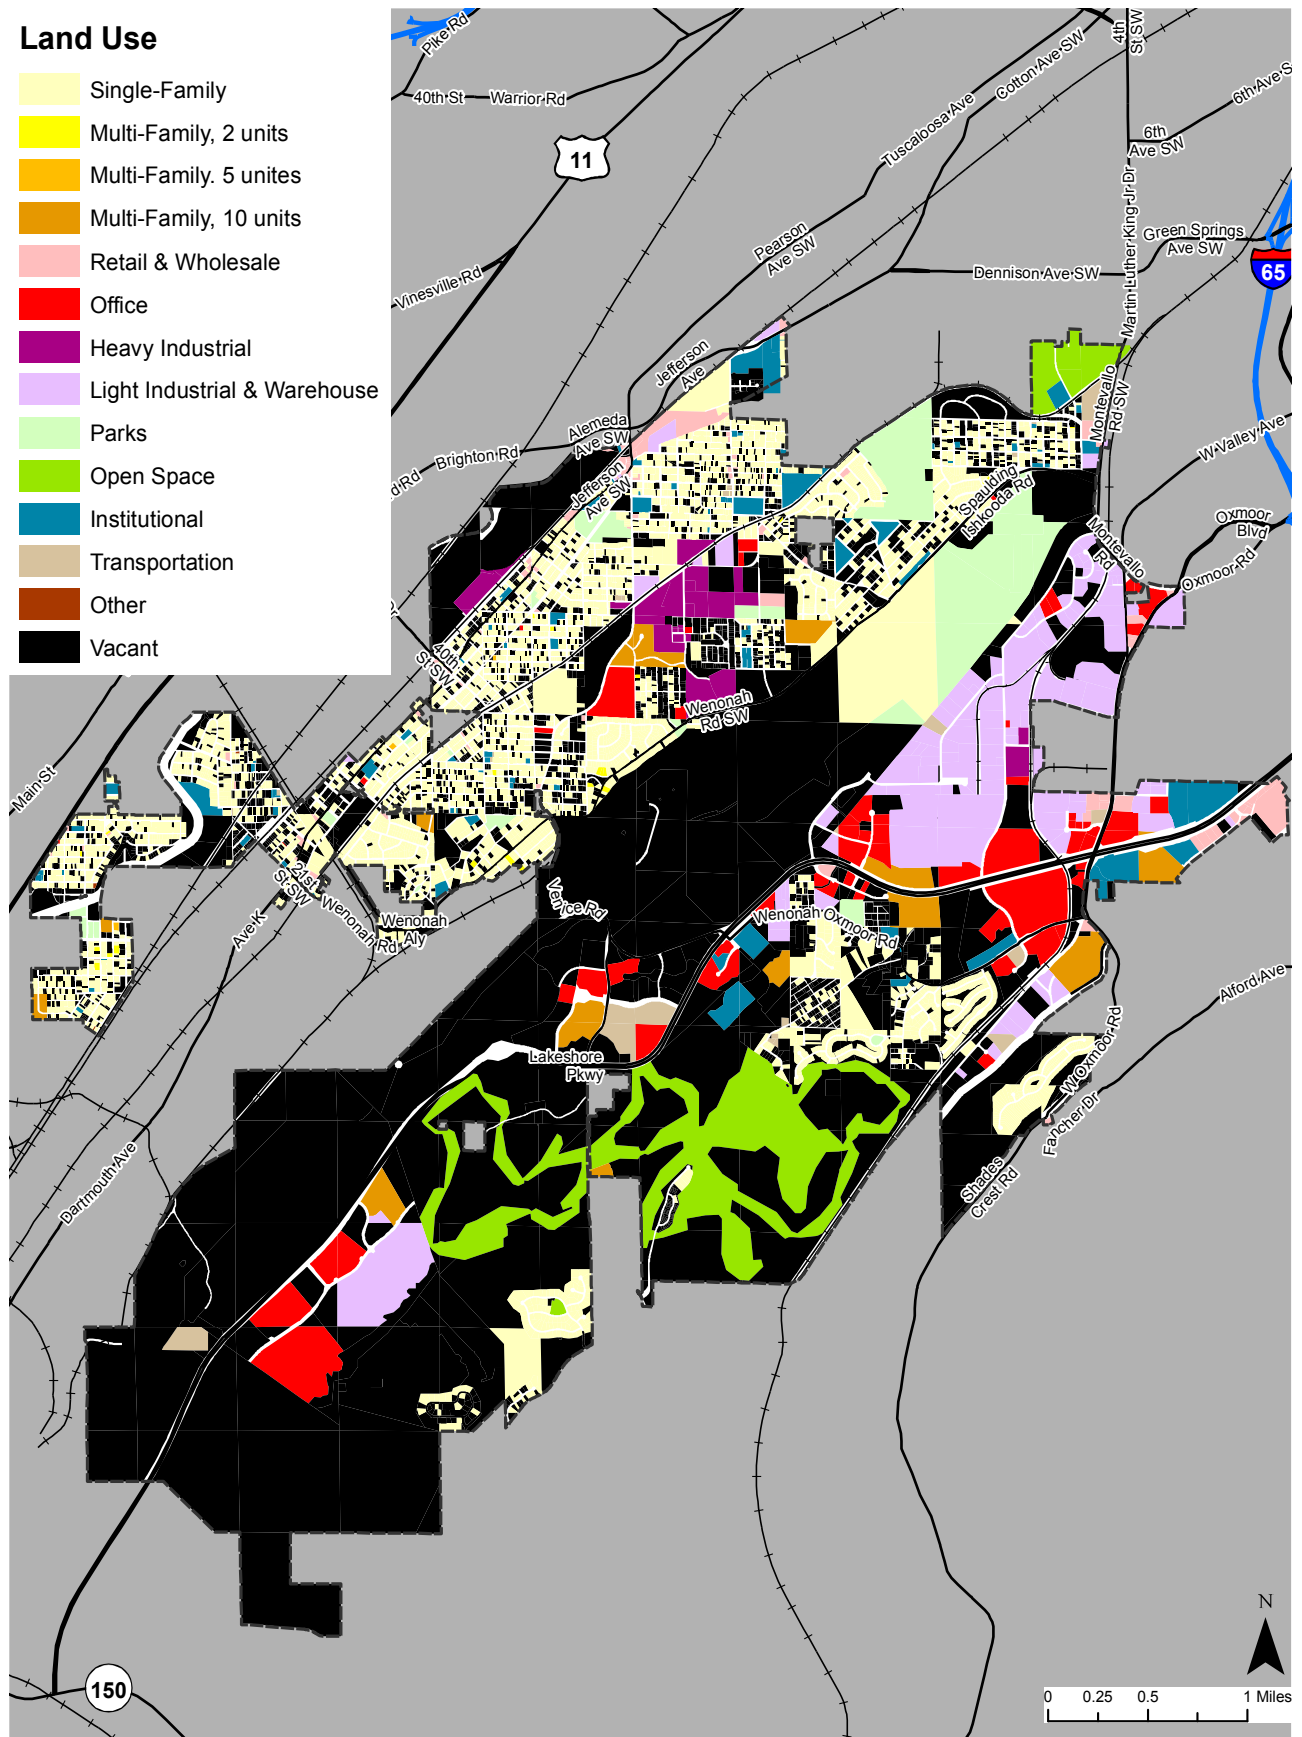 Land Use
Single-Family
Multi-Family, 2 units
Multi-Family. 5 unites
Multi-Family, 10 units
Retail & Wholesale
Office
Heavy Industrial
Light Industrial & Warehouse
Parks
Open Space
Institutional
Transportation
Other
Vacant
Pike Rd
40th St
Warrior Rd
11
Cotton Ave SW
4th
St SW
6th Ave S
Tuscaloosa Ave
6th
Ave SW
Martin Luther King Jr Dr
Pearson
Ave SW
Green Springs
Ave SW
65
Dennison Ave SW
Vinesville Rd
Jefferson
Ave
Alemeda
Ave SW
Brighton Rd
d Rd
Jefferson
Ave SW
Montevallo
Rd SW
W Valley Ave
Spaulding
Ishkooda Rd
Oxmoor
Blvd
Montevallo
Rd
Oxmoor Rd
40th
St SW
Wenonah
Rd SW
Main St
21st
St SW
Wenonah Rd
Wenonah
Aly
Ave K
Venice Rd
Wenonah Oxmoor Rd
Alford Ave
Lakeshore
Pkwy
W Oxmoor Rd
Fancher Dr
Dartmouth Ave
Shades
Crest Rd
N
150
0 0.25 0.5 1 Miles